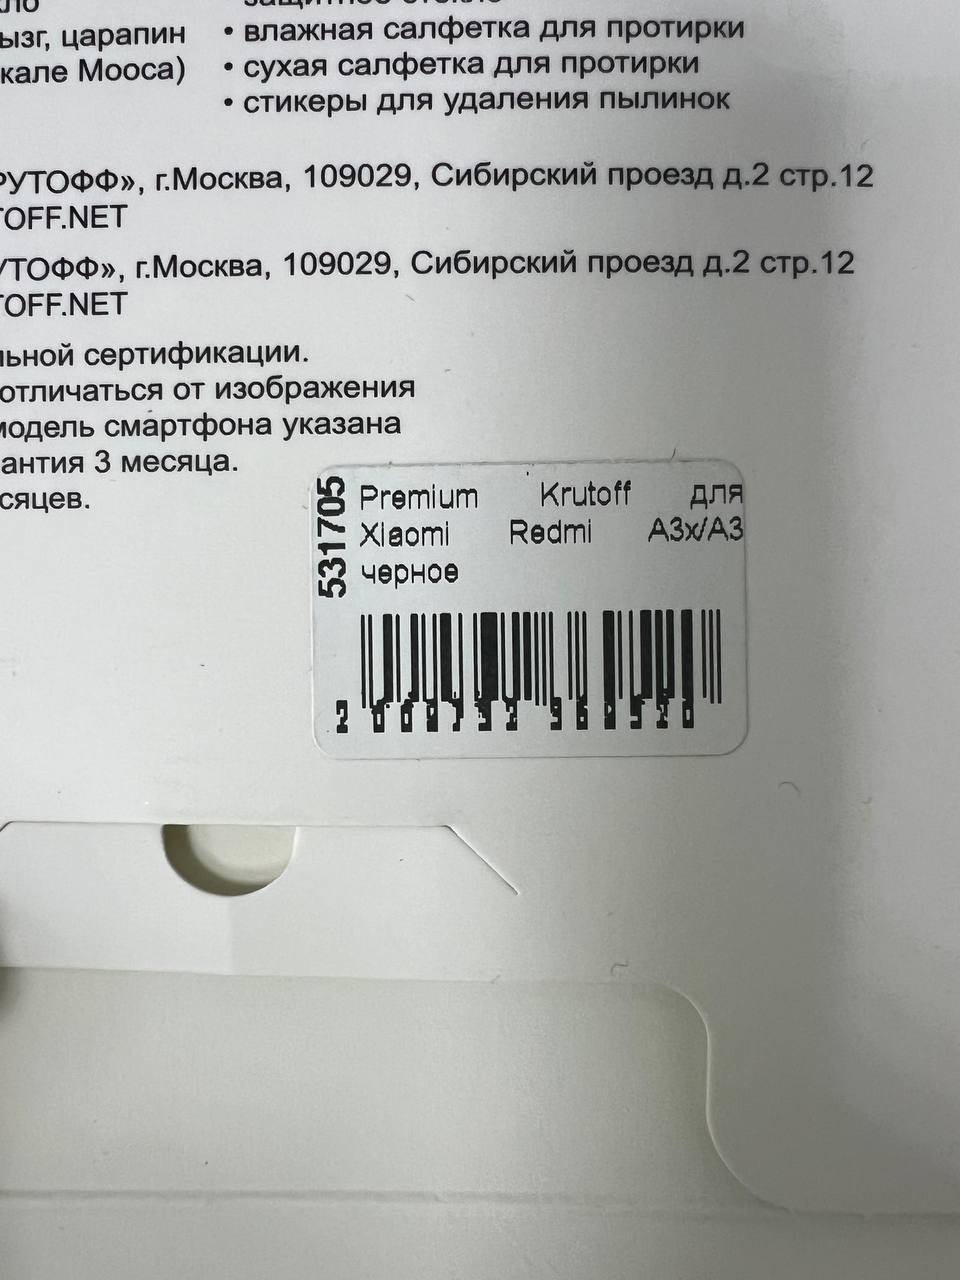 ызг, царапин
кале Мооса)
• влажная салфетка для протирки
• сухая салфетка для протирки
• стикеры для удаления пылинок
РУТОФФ», г.Москва, 109029, Сибирский проезд д.2 стр.12
TOFF.NET
УТОФФ», г.Москва, 109029, Сибирский проезд д.2 стр.12
TOFF.NET
льной сертификации.
отличаться от изображения
модель смартфона указана
антия 3 месяца.
сяцев.
531705
Premium Krutoff для
Xiaomi Redmi A3x/A3
черное